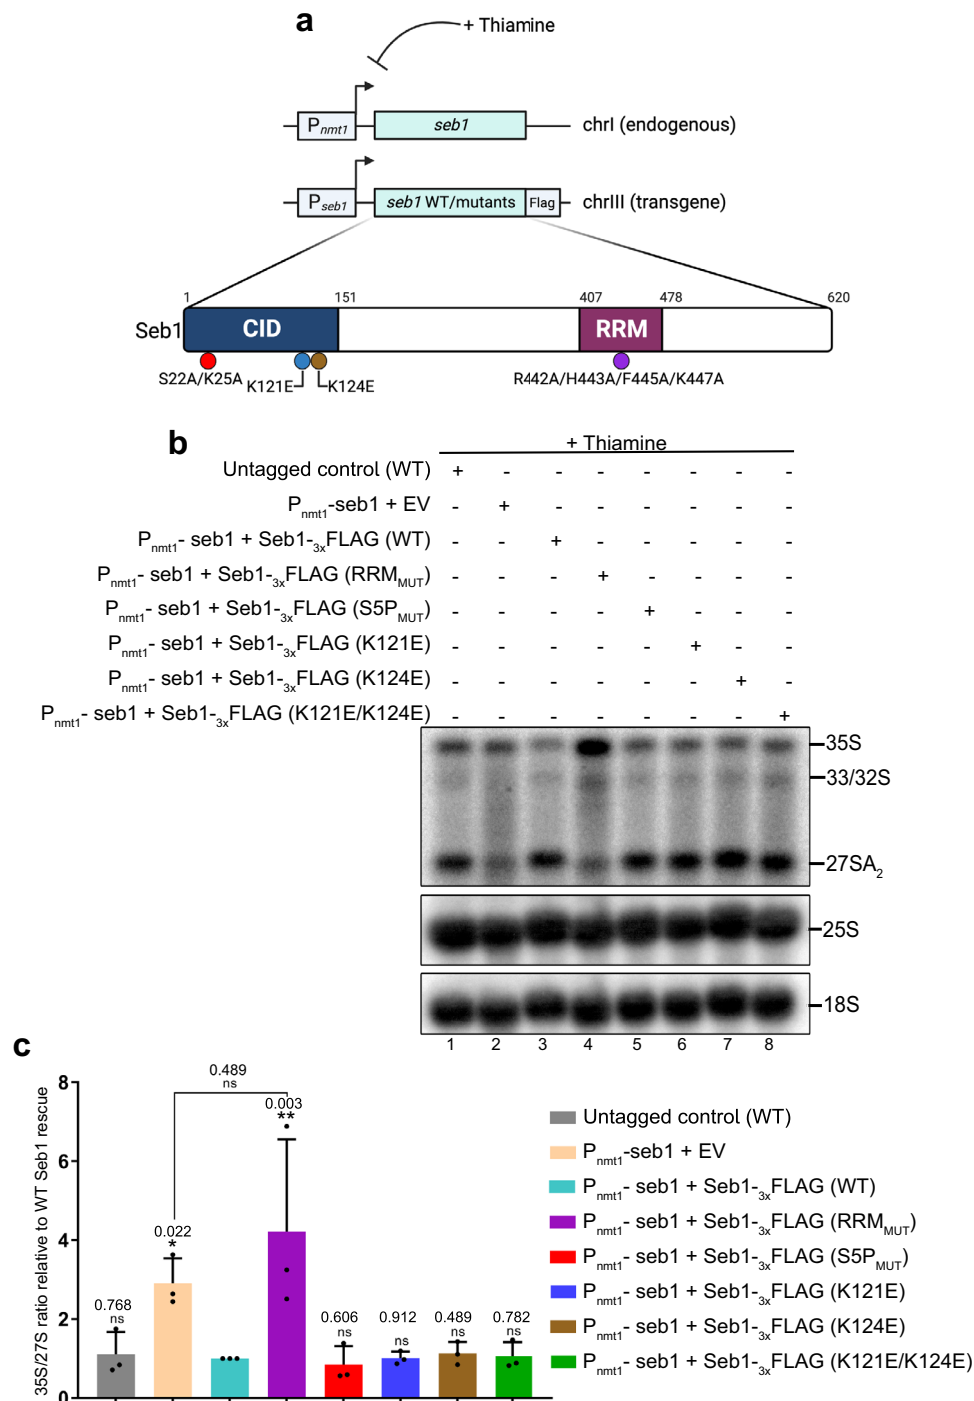 a
+ Thiamine
Pnmt1 seb1 chrI (endogenous)
Pseb1 seb1 WT/mutants Flag chrIII (transgene)
1 151 407 478 620
Seb1 CID RRM
S22A/K25A K121E K124E R442A/H443A/F445A/K447A
b
+ Thiamine
Untagged control (WT) + - - - - - - -
Pnmt1-seb1 + EV - + - - - - - -
Pnmt1- seb1 + Seb1-3xFLAG (WT) - - + - - - - -
Pnmt1- seb1 + Seb1-3xFLAG (RRMMUT) - - - + - - - -
Pnmt1- seb1 + Seb1-3xFLAG (S5PMUT) - - - - + - - -
Pnmt1- seb1 + Seb1-3xFLAG (K121E) - - - - - + - -
Pnmt1- seb1 + Seb1-3xFLAG (K124E) - - - - - - + -
Pnmt1- seb1 + Seb1-3xFLAG (K121E/K124E) - - - - - - - +
35S
33/32S
27SA2
25S
18S
1 2 3 4 5 6 7 8
c
35S/27S ratio relative to WT Seb1 rescue
8
6
4
2
0
0.489
ns
0.003
**
0.022
*
0.768
ns
0.606
ns
0.912
ns
0.489
ns
0.782
ns
Untagged control (WT)
Pnmt1-seb1 + EV
Pnmt1- seb1 + Seb1-3xFLAG (WT)
Pnmt1- seb1 + Seb1-3xFLAG (RRMMUT)
Pnmt1- seb1 + Seb1-3xFLAG (S5PMUT)
Pnmt1- seb1 + Seb1-3xFLAG (K121E)
Pnmt1- seb1 + Seb1-3xFLAG (K124E)
Pnmt1- seb1 + Seb1-3xFLAG (K121E/K124E)